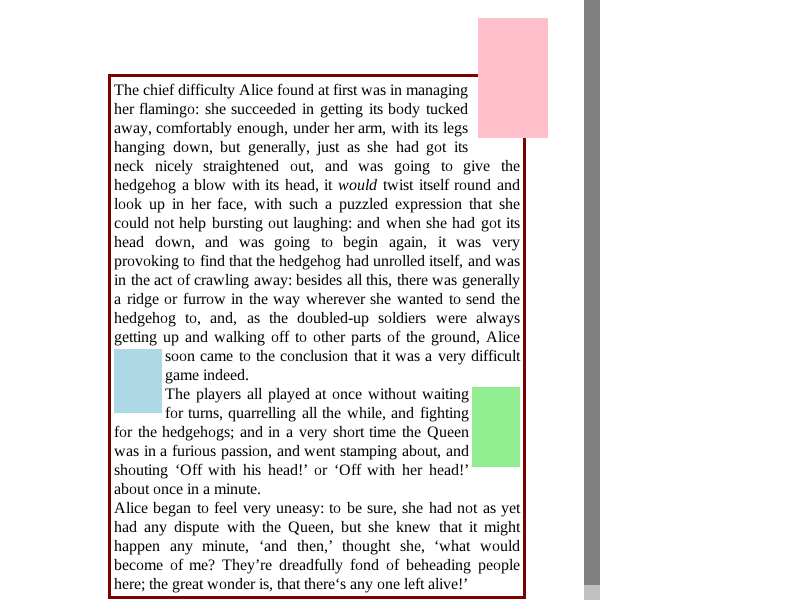 The chief difficulty Alice found at first was in managing
her flamingo: she succeeded in getting its body tucked
away, comfortably enough, under her arm, with its legs
hanging down, but generally, just as she had got its
neck nicely straightened out, and was going to give the
hedgehog a blow with its head, it would twist itself round and
look up in her face, with such a puzzled expression that she
could not help bursting out laughing: and when she had got its
head down, and was going to begin again, it was very
provoking to find that the hedgehog had unrolled itself, and was
in the act of crawling away: besides all this, there was generally
a ridge or furrow in the way wherever she wanted to send the
hedgehog to, and, as the doubled-up soldiers were always
getting up and walking off to other parts of the ground, Alice
soon came to the conclusion that it was a very difficult
game indeed.
The players all played at once without waiting
for turns, quarrelling all the while, and fighting
for the hedgehogs; and in a very short time the Queen
was in a furious passion, and went stamping about, and
shouting ‘Off with his head!’ or ‘Off with her head!’
about once in a minute.
Alice began to feel very uneasy: to be sure, she had not as yet
had any dispute with the Queen, but she knew that it might
happen any minute, ‘and then,’ thought she, ‘what would
become of me? They’re dreadfully fond of beheading people
here; the great wonder is, that there‘s any one left alive!’